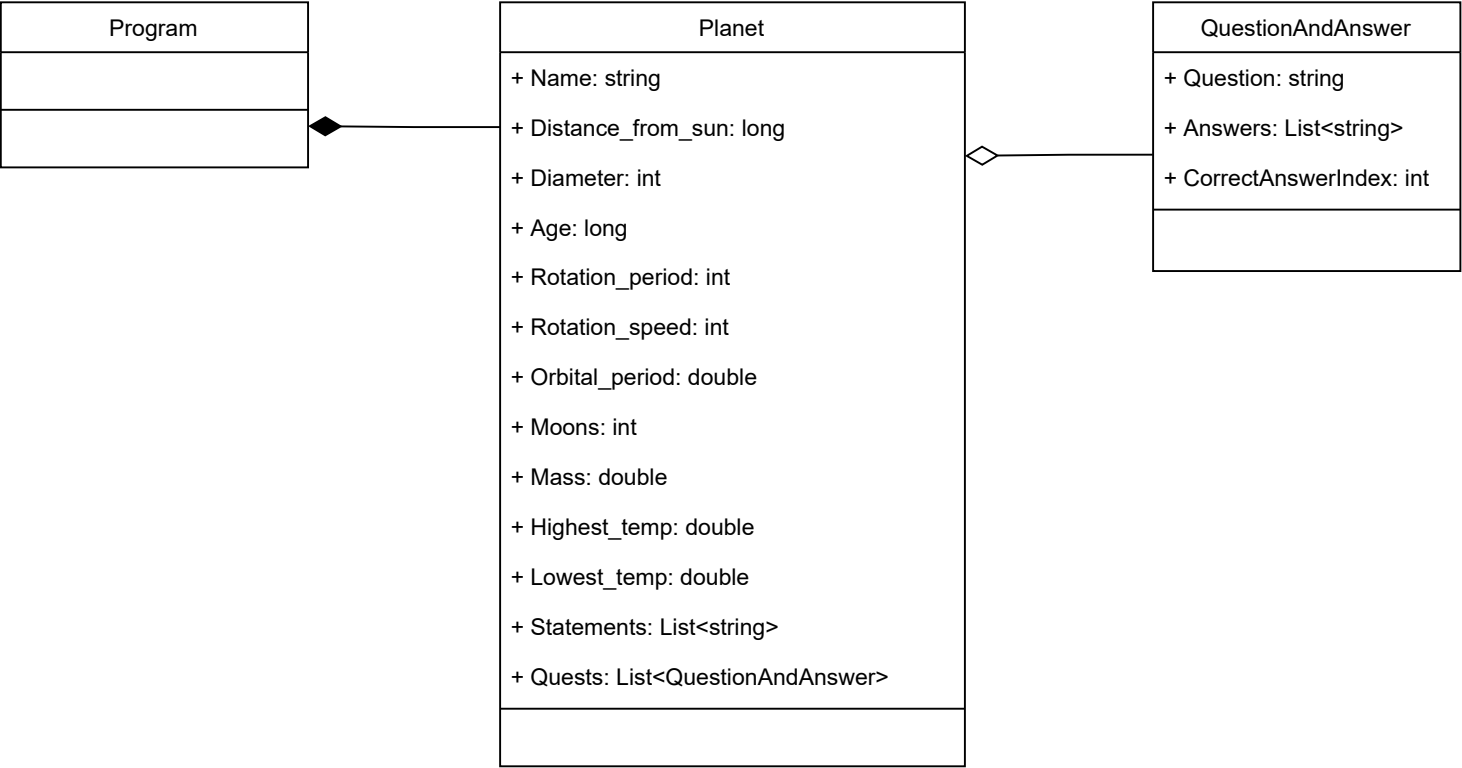 Program
Planet
+ Name: string
+ Distance_from_sun: long
+ Diameter: int
+ Age: long
+ Rotation_period: int
+ Rotation_speed: int
+ Orbital_period: double
+ Moons: int
+ Mass: double
+ Highest_temp: double
+ Lowest_temp: double
+ Statements: List<string>
+ Quests: List<QuestionAndAnswer>
QuestionAndAnswer
+ Question: string
+ Answers: List<string>
+ CorrectAnswerIndex: int